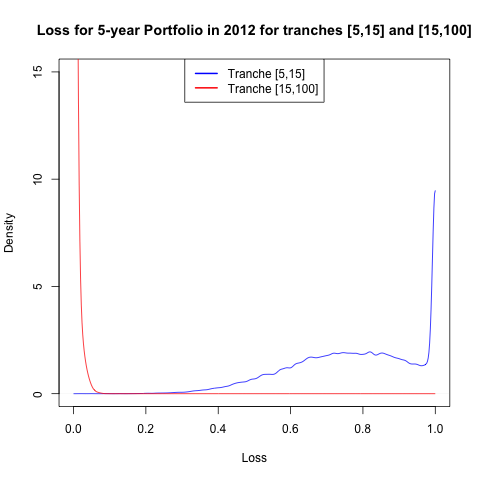 Loss for 5-year Portfolio in 2012 for tranches [5,15] and [15,100]
Tranche [5,15]
Tranche [15,100]
15
10
5
0
Density
0.0 0.2 0.4 0.6 0.8 1.0
Loss